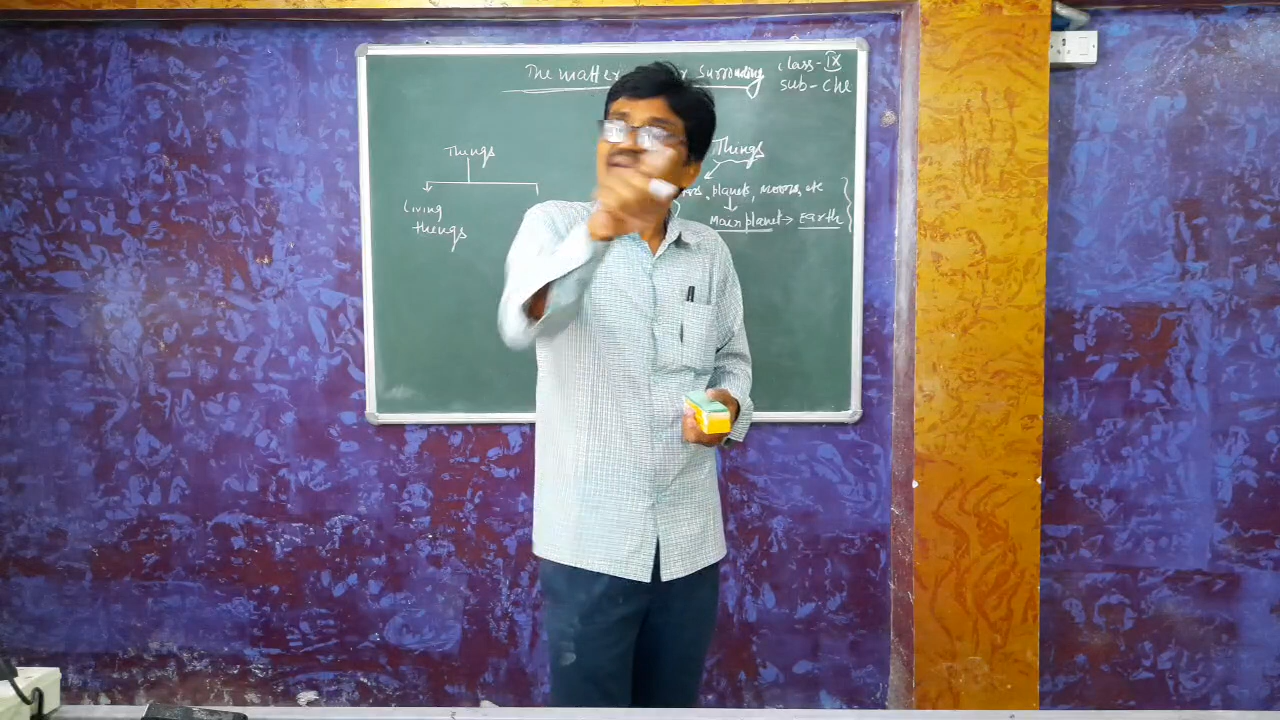 The matter r surrounding
class - IX
sub - Che
Things
Living
things
Things
planets, moons, etc
Main planet → Earth